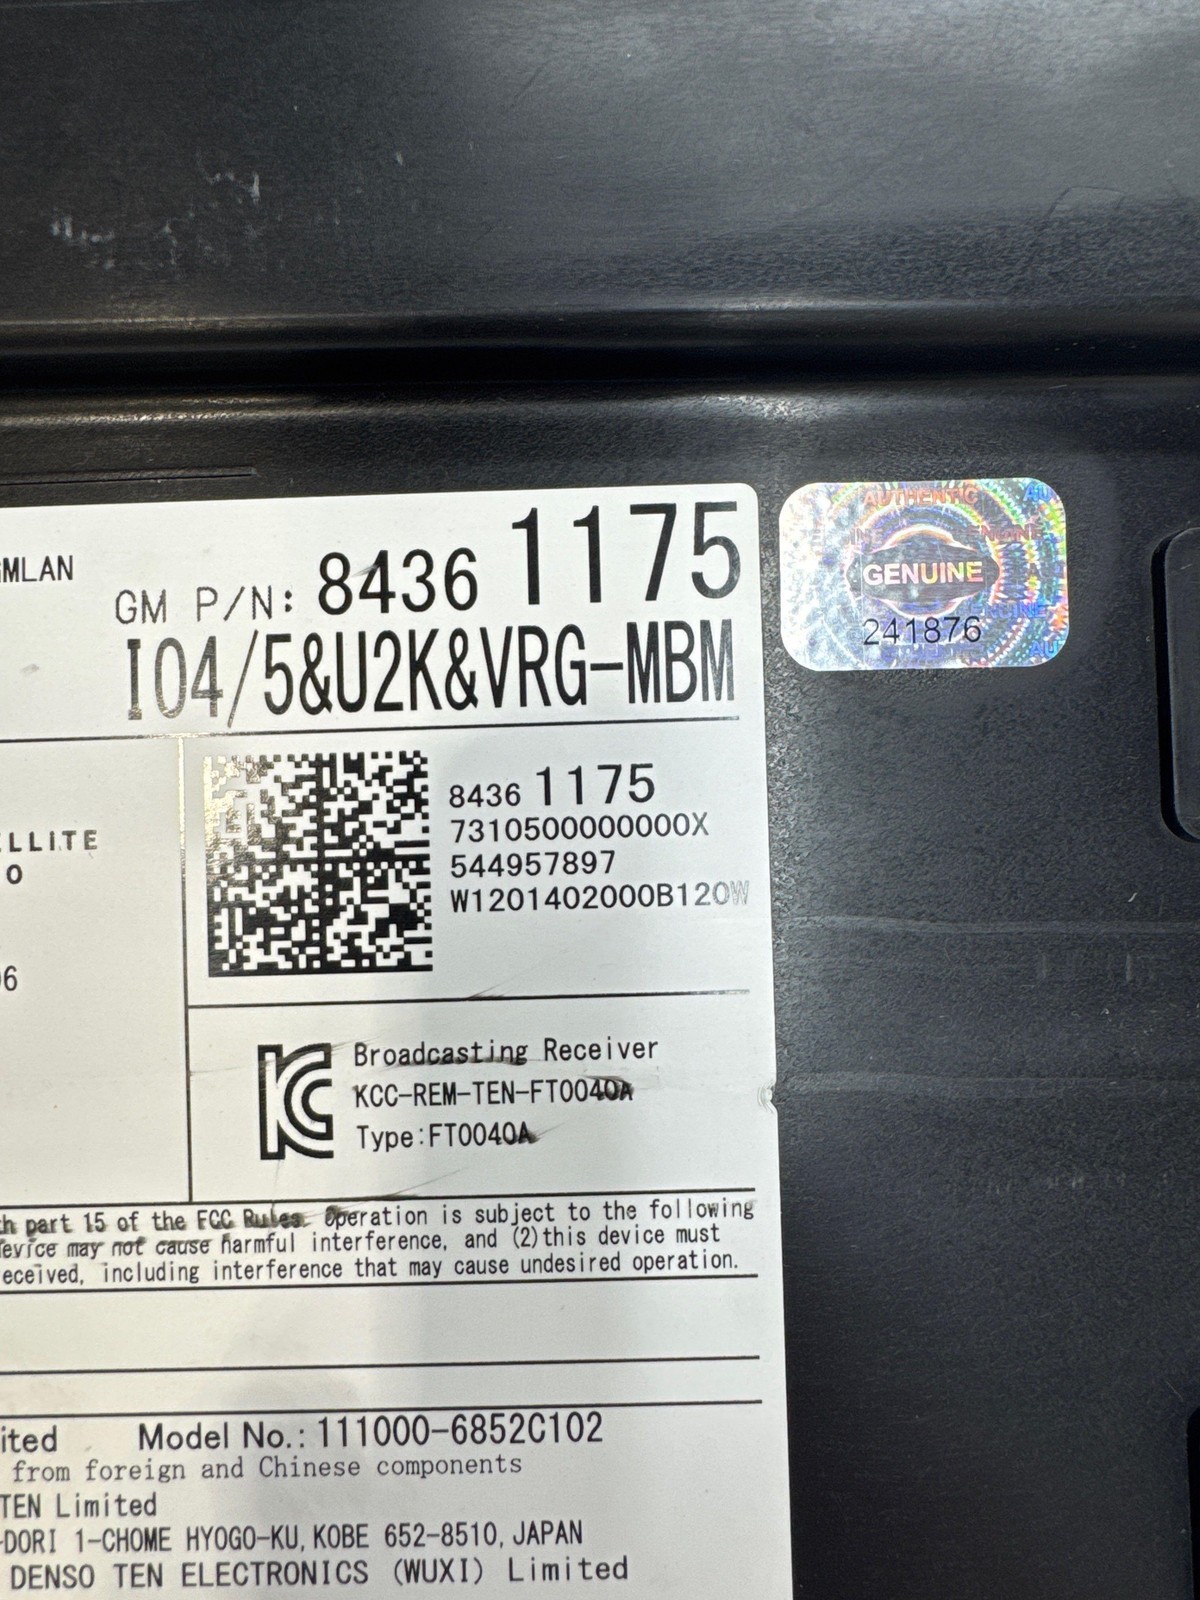 GMLAN
GM P/N: 8436 1175
I04/5&U2K&VRG-MBM
AUTHENTIC
GENUINE
241876
8436 1175
7310500000000X
544957897
W1201402000B120W
LLITE
O
06
KC
Broadcasting Receiver
KCC-REM-TEN-FT0040A
Type:FT0040A
th part 15 of the FCC Rules. Operation is subject to the following
device may not cause harmful interference, and (2)this device must
eceived, including interference that may cause undesired operation.
ited Model No.: 111000-6852C102
from foreign and Chinese components
TEN Limited
-DORI 1-CHOME HYOGO-KU, KOBE 652-8510, JAPAN
DENSO TEN ELECTRONICS (WUXI) Limited